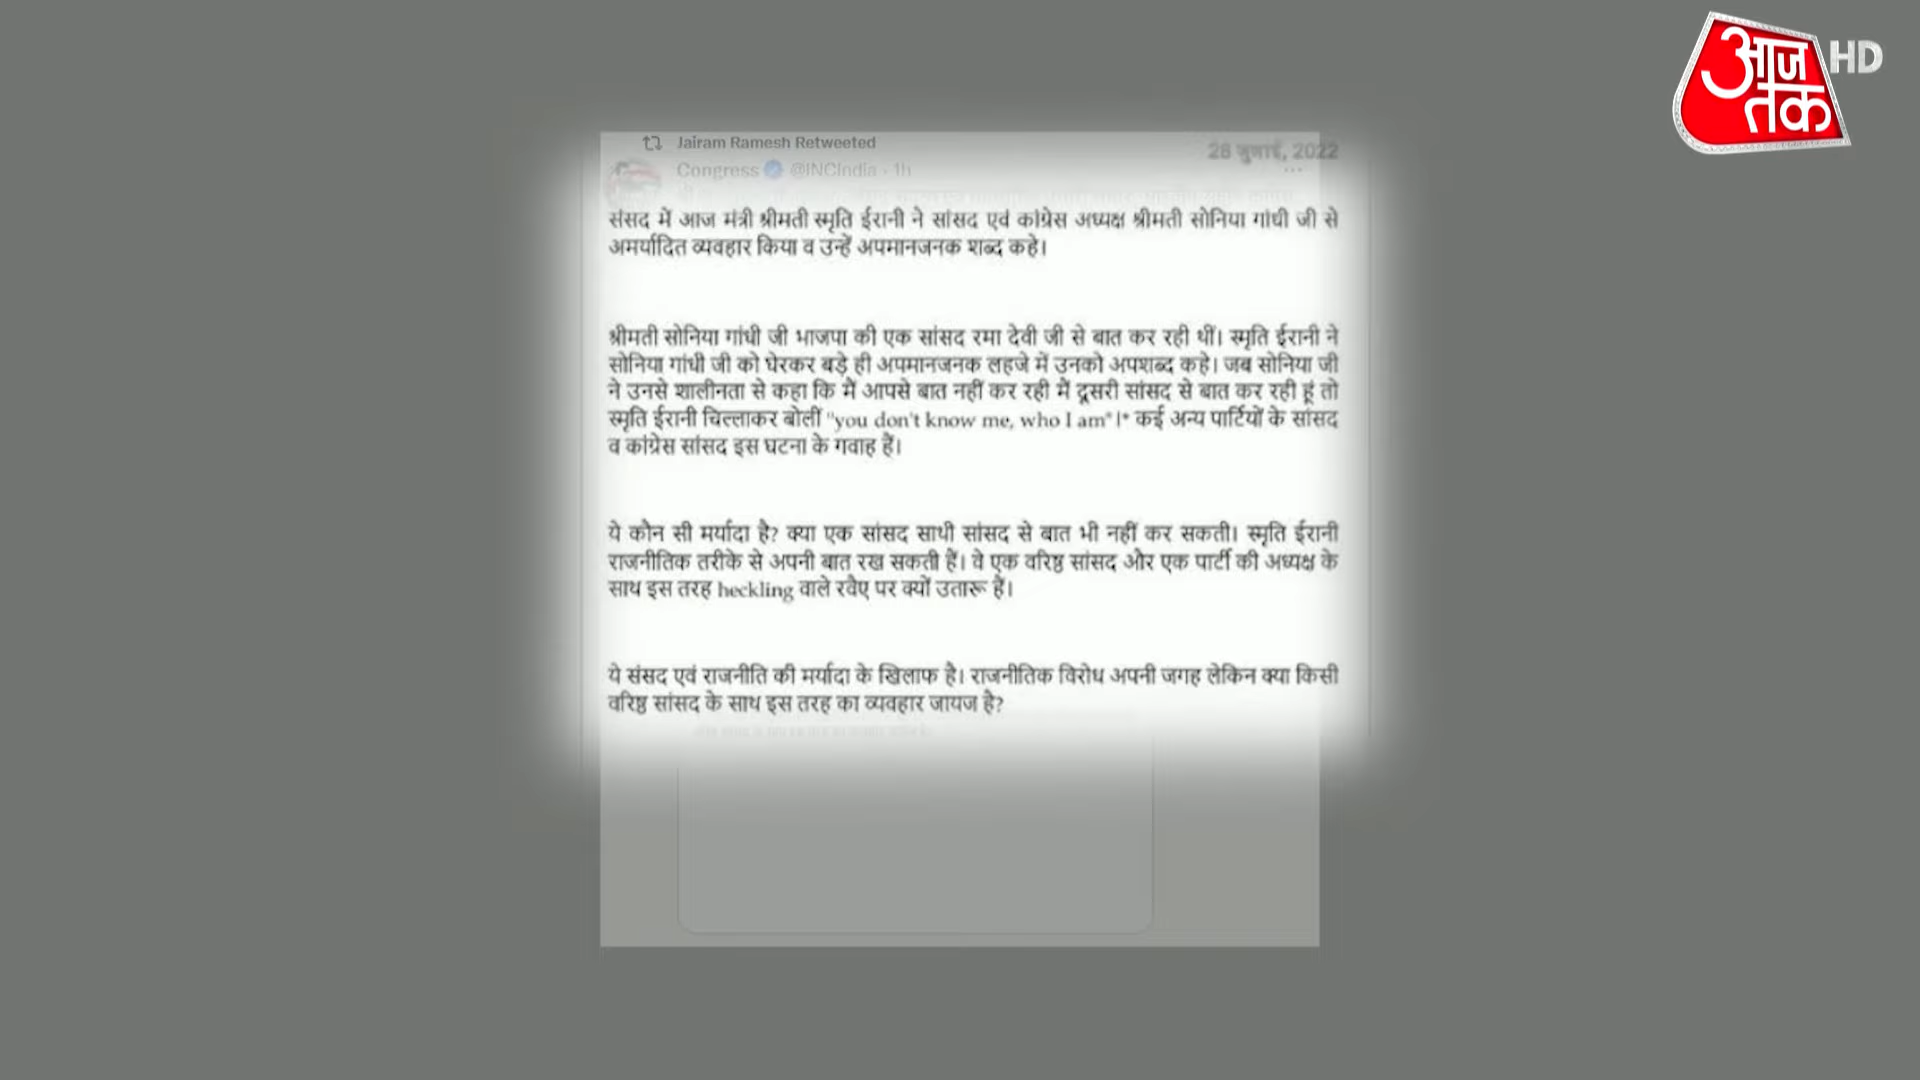 आज तक HD
Jairam Ramesh Retweeted
28 जुलाई, 2022
Congress @INCIndia · 1h
संसद में आज मंत्री श्रीमती स्मृति ईरानी ने सांसद एवं कांग्रेस अध्यक्ष श्रीमती सोनिया गांधी जी से
अमर्यादित व्यवहार किया व उन्हें अपमानजनक शब्द कहे।
श्रीमती सोनिया गांधी जी भाजपा की एक सांसद रमा देवी जी से बात कर रही थीं। स्मृति ईरानी ने
सोनिया गांधी जी को घेरकर बड़े ही अपमानजनक लहजे में उनको अपशब्द कहे। जब सोनिया जी
ने उनसे शालीनता से कहा कि मैं आपसे बात नहीं कर रही मैं दूसरी सांसद से बात कर रही हूं तो
स्मृति ईरानी चिल्लाकर बोलीं "you don't know me, who I am"।* कई अन्य पार्टियों के सांसद
व कांग्रेस सांसद इस घटना के गवाह हैं।
ये कौन सी मर्यादा है? क्या एक सांसद साथी सांसद से बात भी नहीं कर सकती। स्मृति ईरानी
राजनीतिक तरीके से अपनी बात रख सकती हैं। वे एक वरिष्ठ सांसद और एक पार्टी की अध्यक्ष के
साथ इस तरह heckling वाले रवैए पर क्यों उतारू हैं।
ये संसद एवं राजनीति की मर्यादा के खिलाफ है। राजनीतिक विरोध अपनी जगह लेकिन क्या किसी
वरिष्ठ सांसद के साथ इस तरह का व्यवहार जायज है?